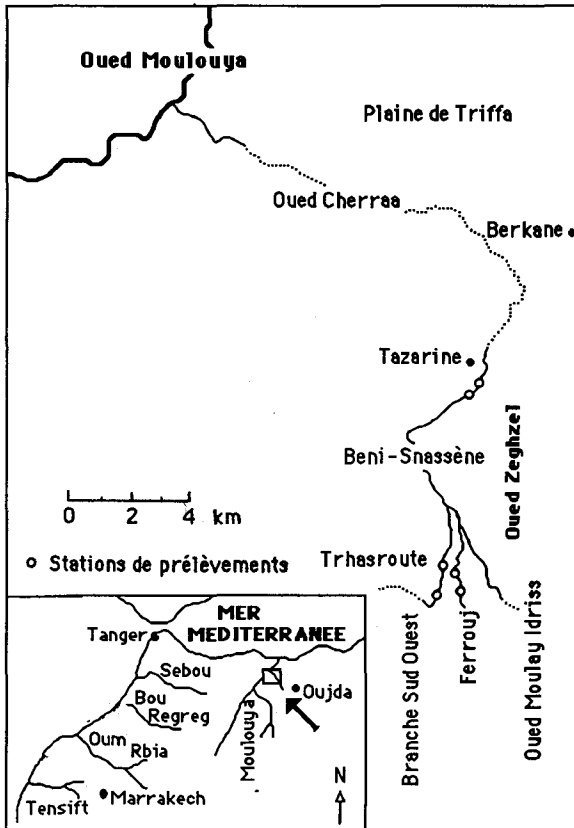 Oued Moulouya
Plaine de Triffa
Oued Cherraa
Berkane
Tazarine
Beni-Snassène
Oued Zeghzel
0 2 4 km
Stations de prélèvements
Trhasroute
Branche Sud Ouest
Ferrouj
Oued Moulay Idriss
MER
MEDITERRANEE
Tanger
Sebou
Bou
Regreg
Oum
Rbia
Tensift
Marrakech
Moulouya
Oujda
N